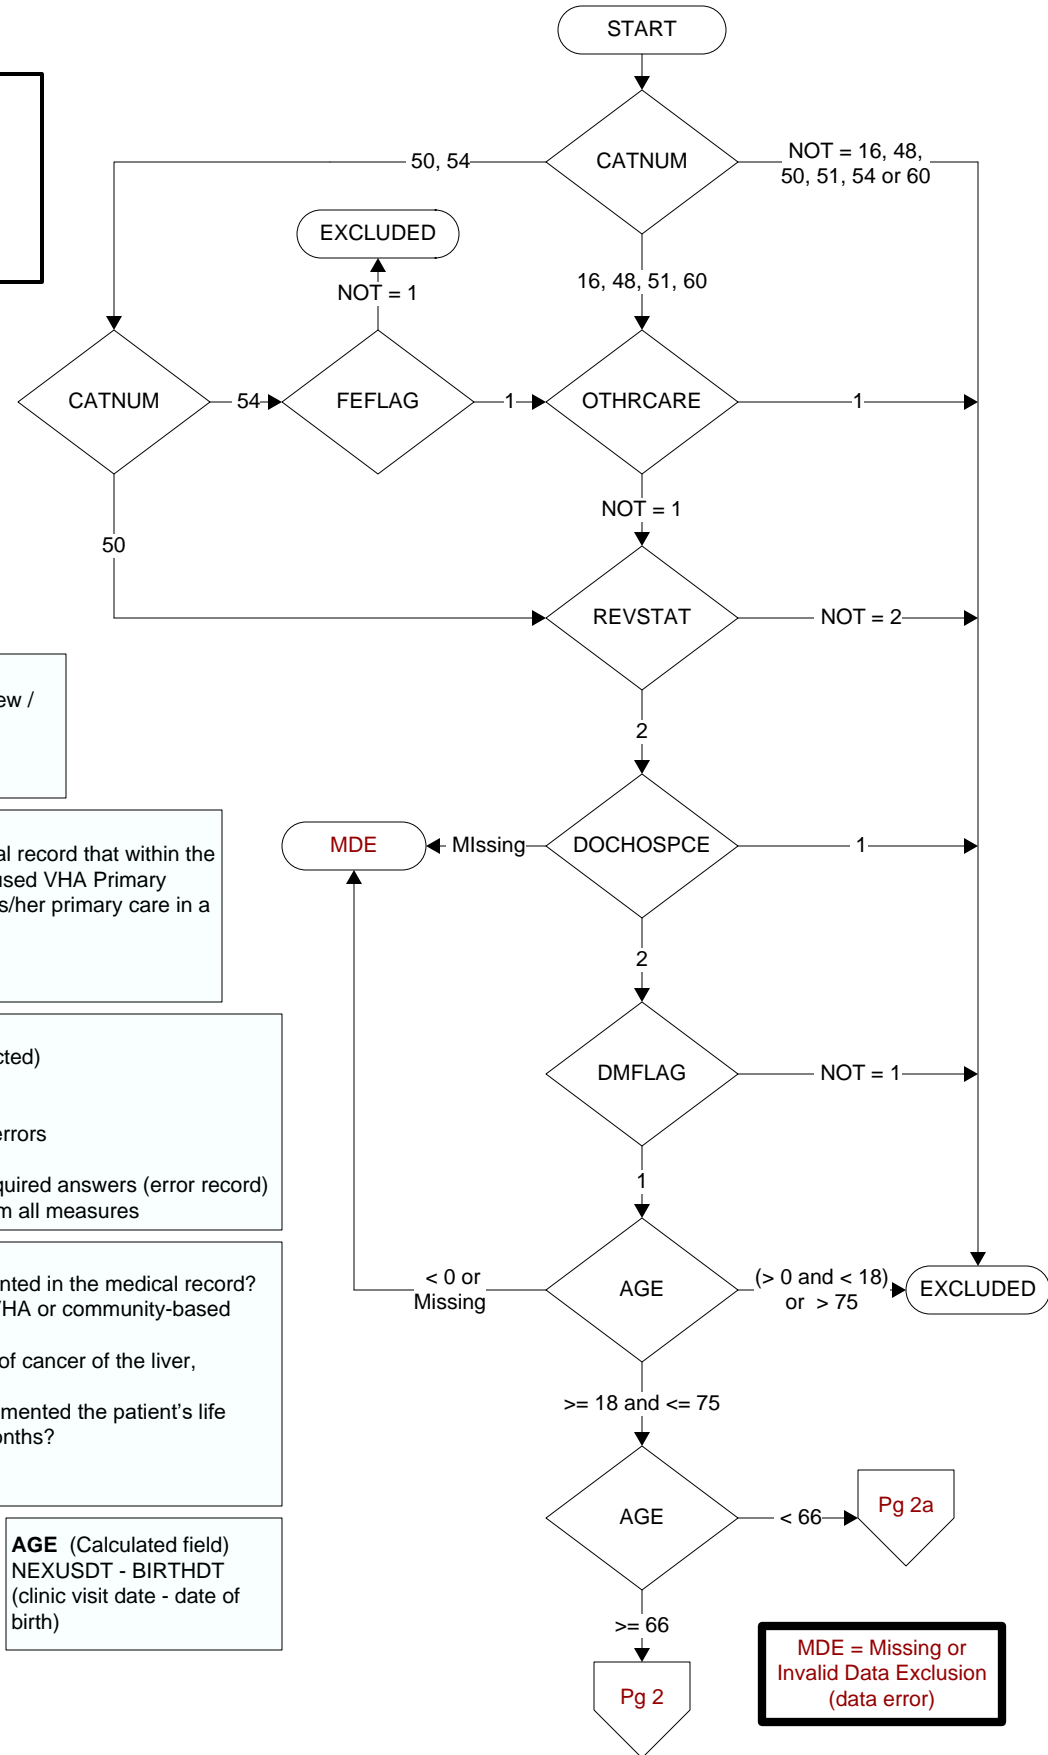 START
CATNUM
50, 54
NOT = 16, 48,
50, 51, 54 or 60
EXCLUDED
NOT = 1
16, 48, 51, 60
CATNUM
54
FEFLAG
1
OTHRCARE
1
NOT = 1
50
REVSTAT
NOT = 2
ew /
2
MDE
MIssing
DOCHOSPCE
1
al record that within the
used VHA Primary
s/her primary care in a
2
cted)
DMFLAG
NOT = 1
errors
quired answers (error record)
m all measures
1
nted in the medical record?
VHA or community-based
of cancer of the liver,
mented the patient's life
onths?
< 0 or
Missing
AGE
(> 0 and < 18)
or > 75
EXCLUDED
>= 18 and <= 75
AGE
< 66
Pg 2a
AGE (Calculated field)
NEXUSDT - BIRTHDT
(clinic visit date - date of
birth)
>= 66
Pg 2
MDE = Missing or
Invalid Data Exclusion
(data error)